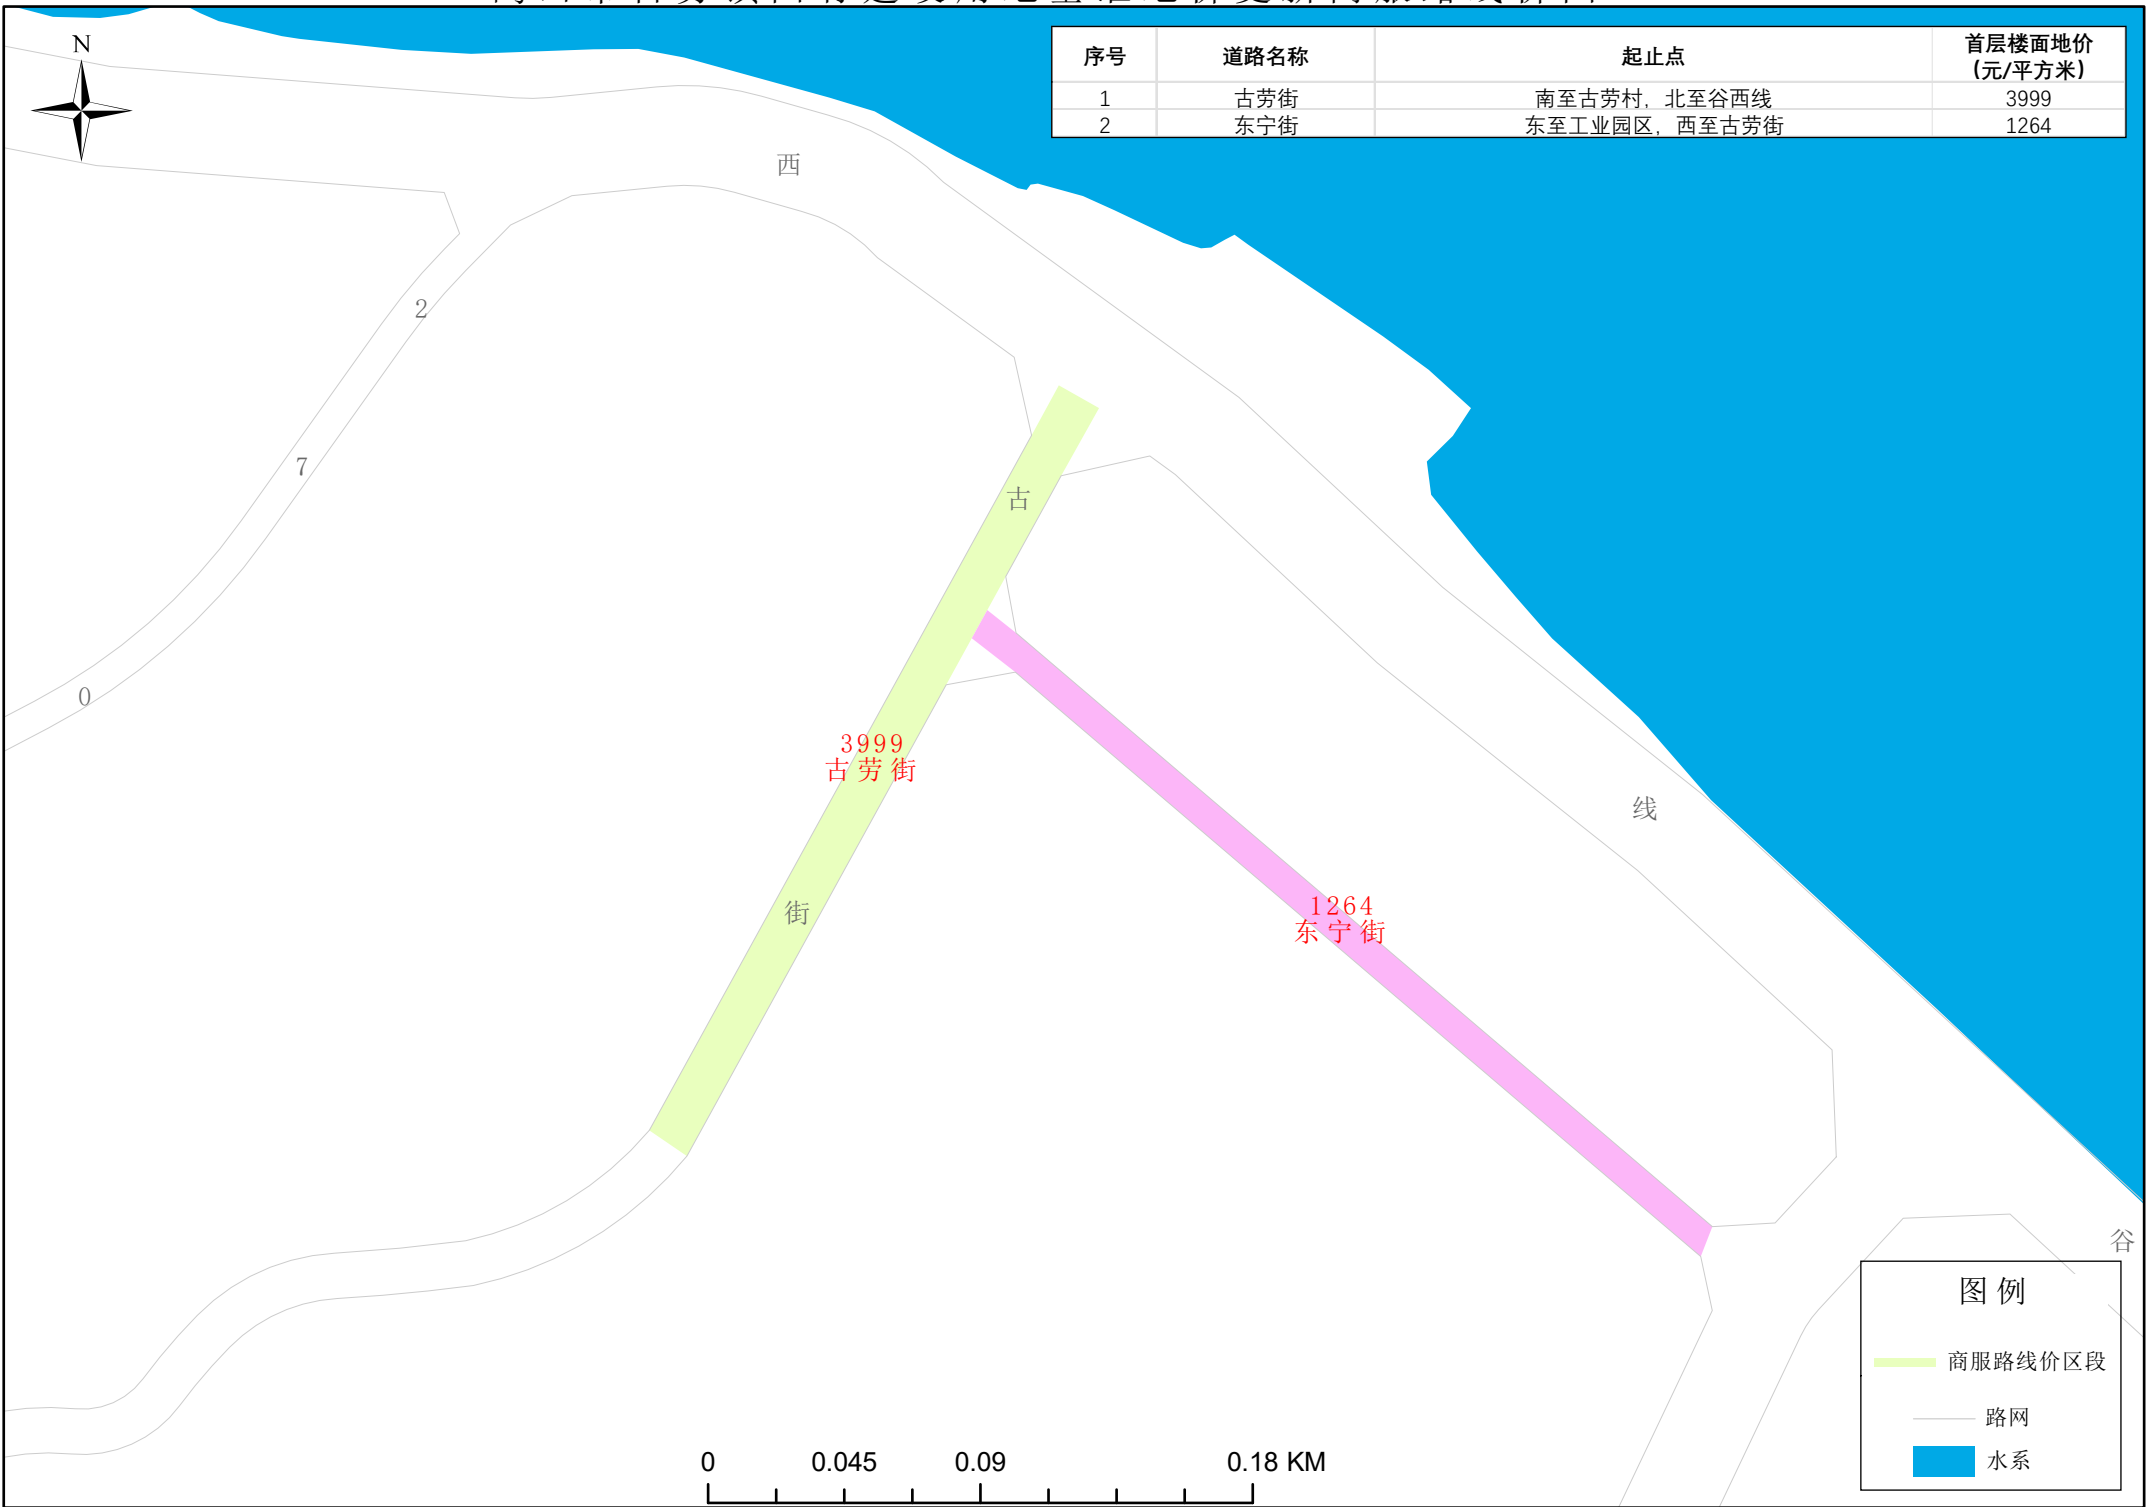 N
序号 道路名称 起止点 首层楼面地价
(元/平方米)
1 古劳街 南至古劳村，北至谷西线 3999
2 东宁街 东至工业园区，西至古劳街 1264
西
2
7
0
古
3999
古劳街
街
线
1264
东宁街
谷
图例
商服路线价区段
路网
水系
0 0.045 0.09 0.18 KM